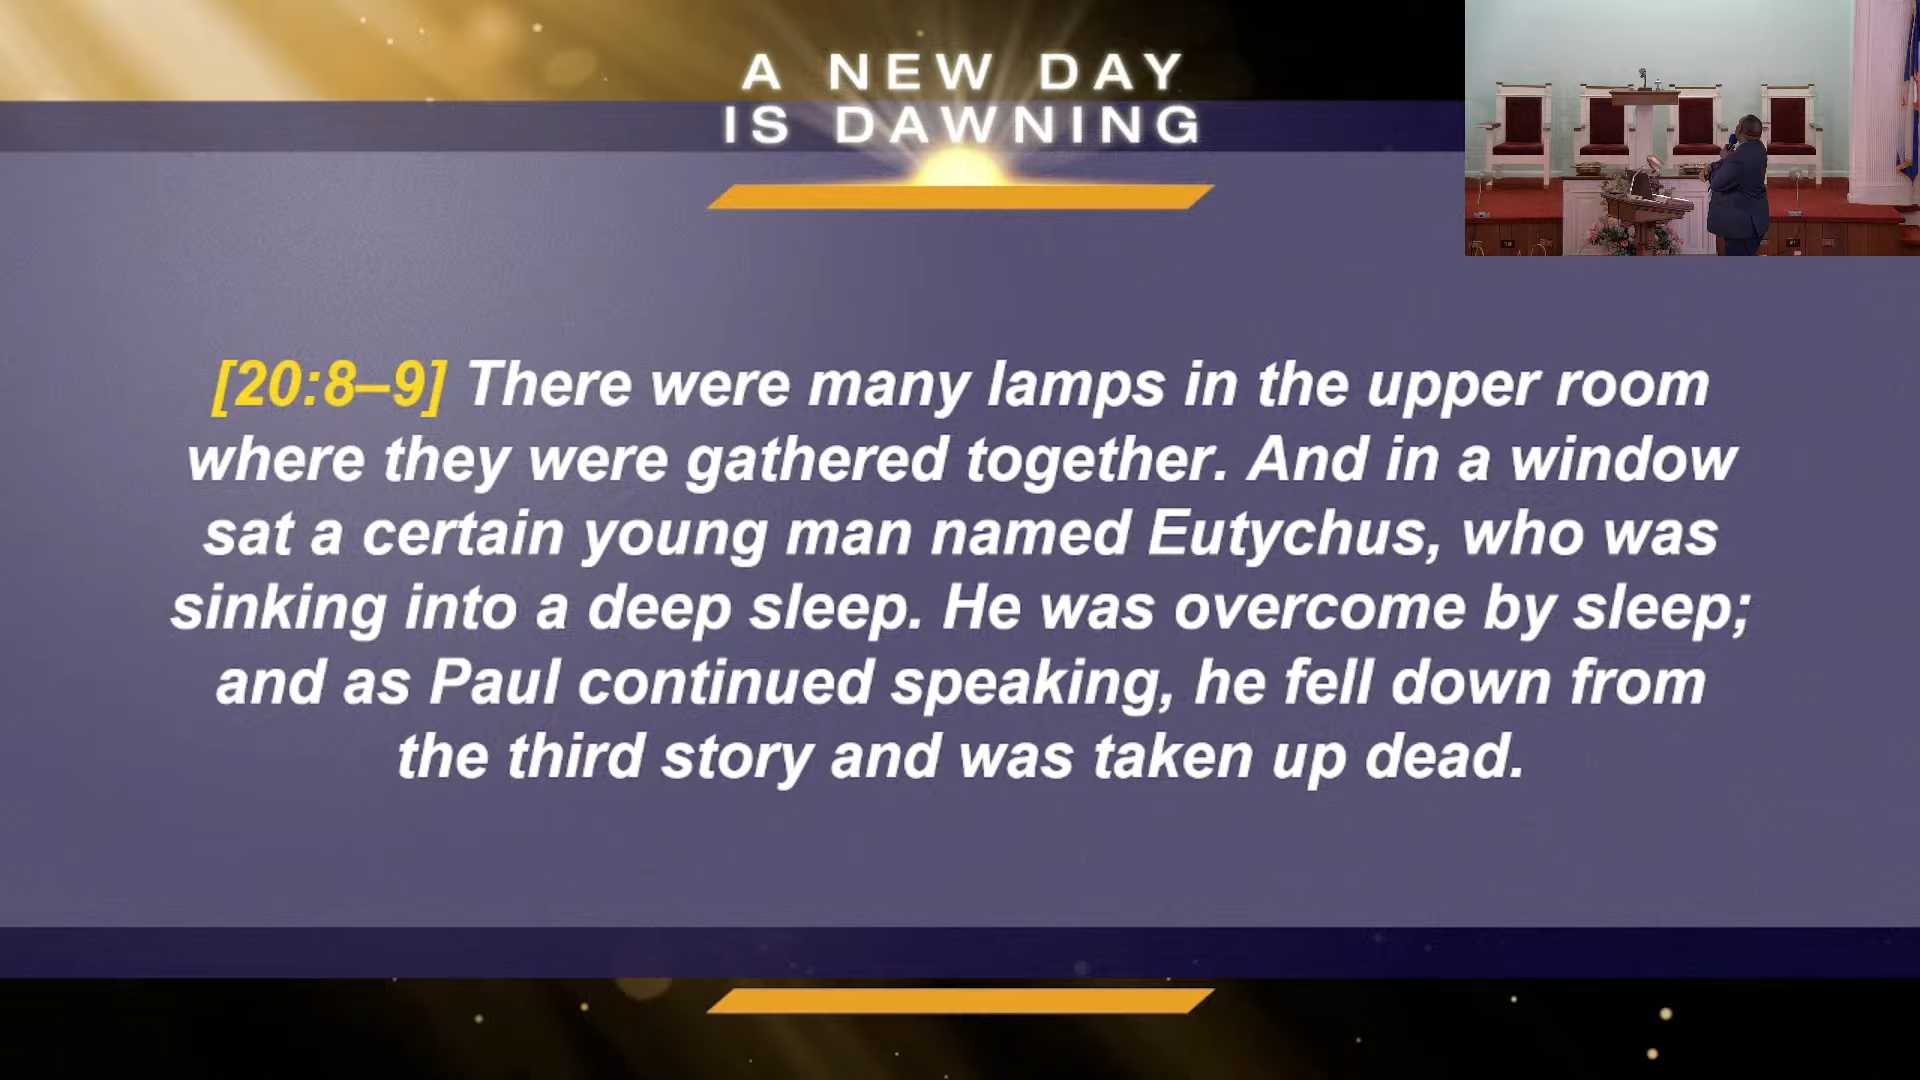 A NEW DAY
IS DAWNING
[20:8–9] There were many lamps in the upper room
where they were gathered together. And in a window
sat a certain young man named Eutychus, who was
sinking into a deep sleep. He was overcome by sleep;
and as Paul continued speaking, he fell down from
the third story and was taken up dead.